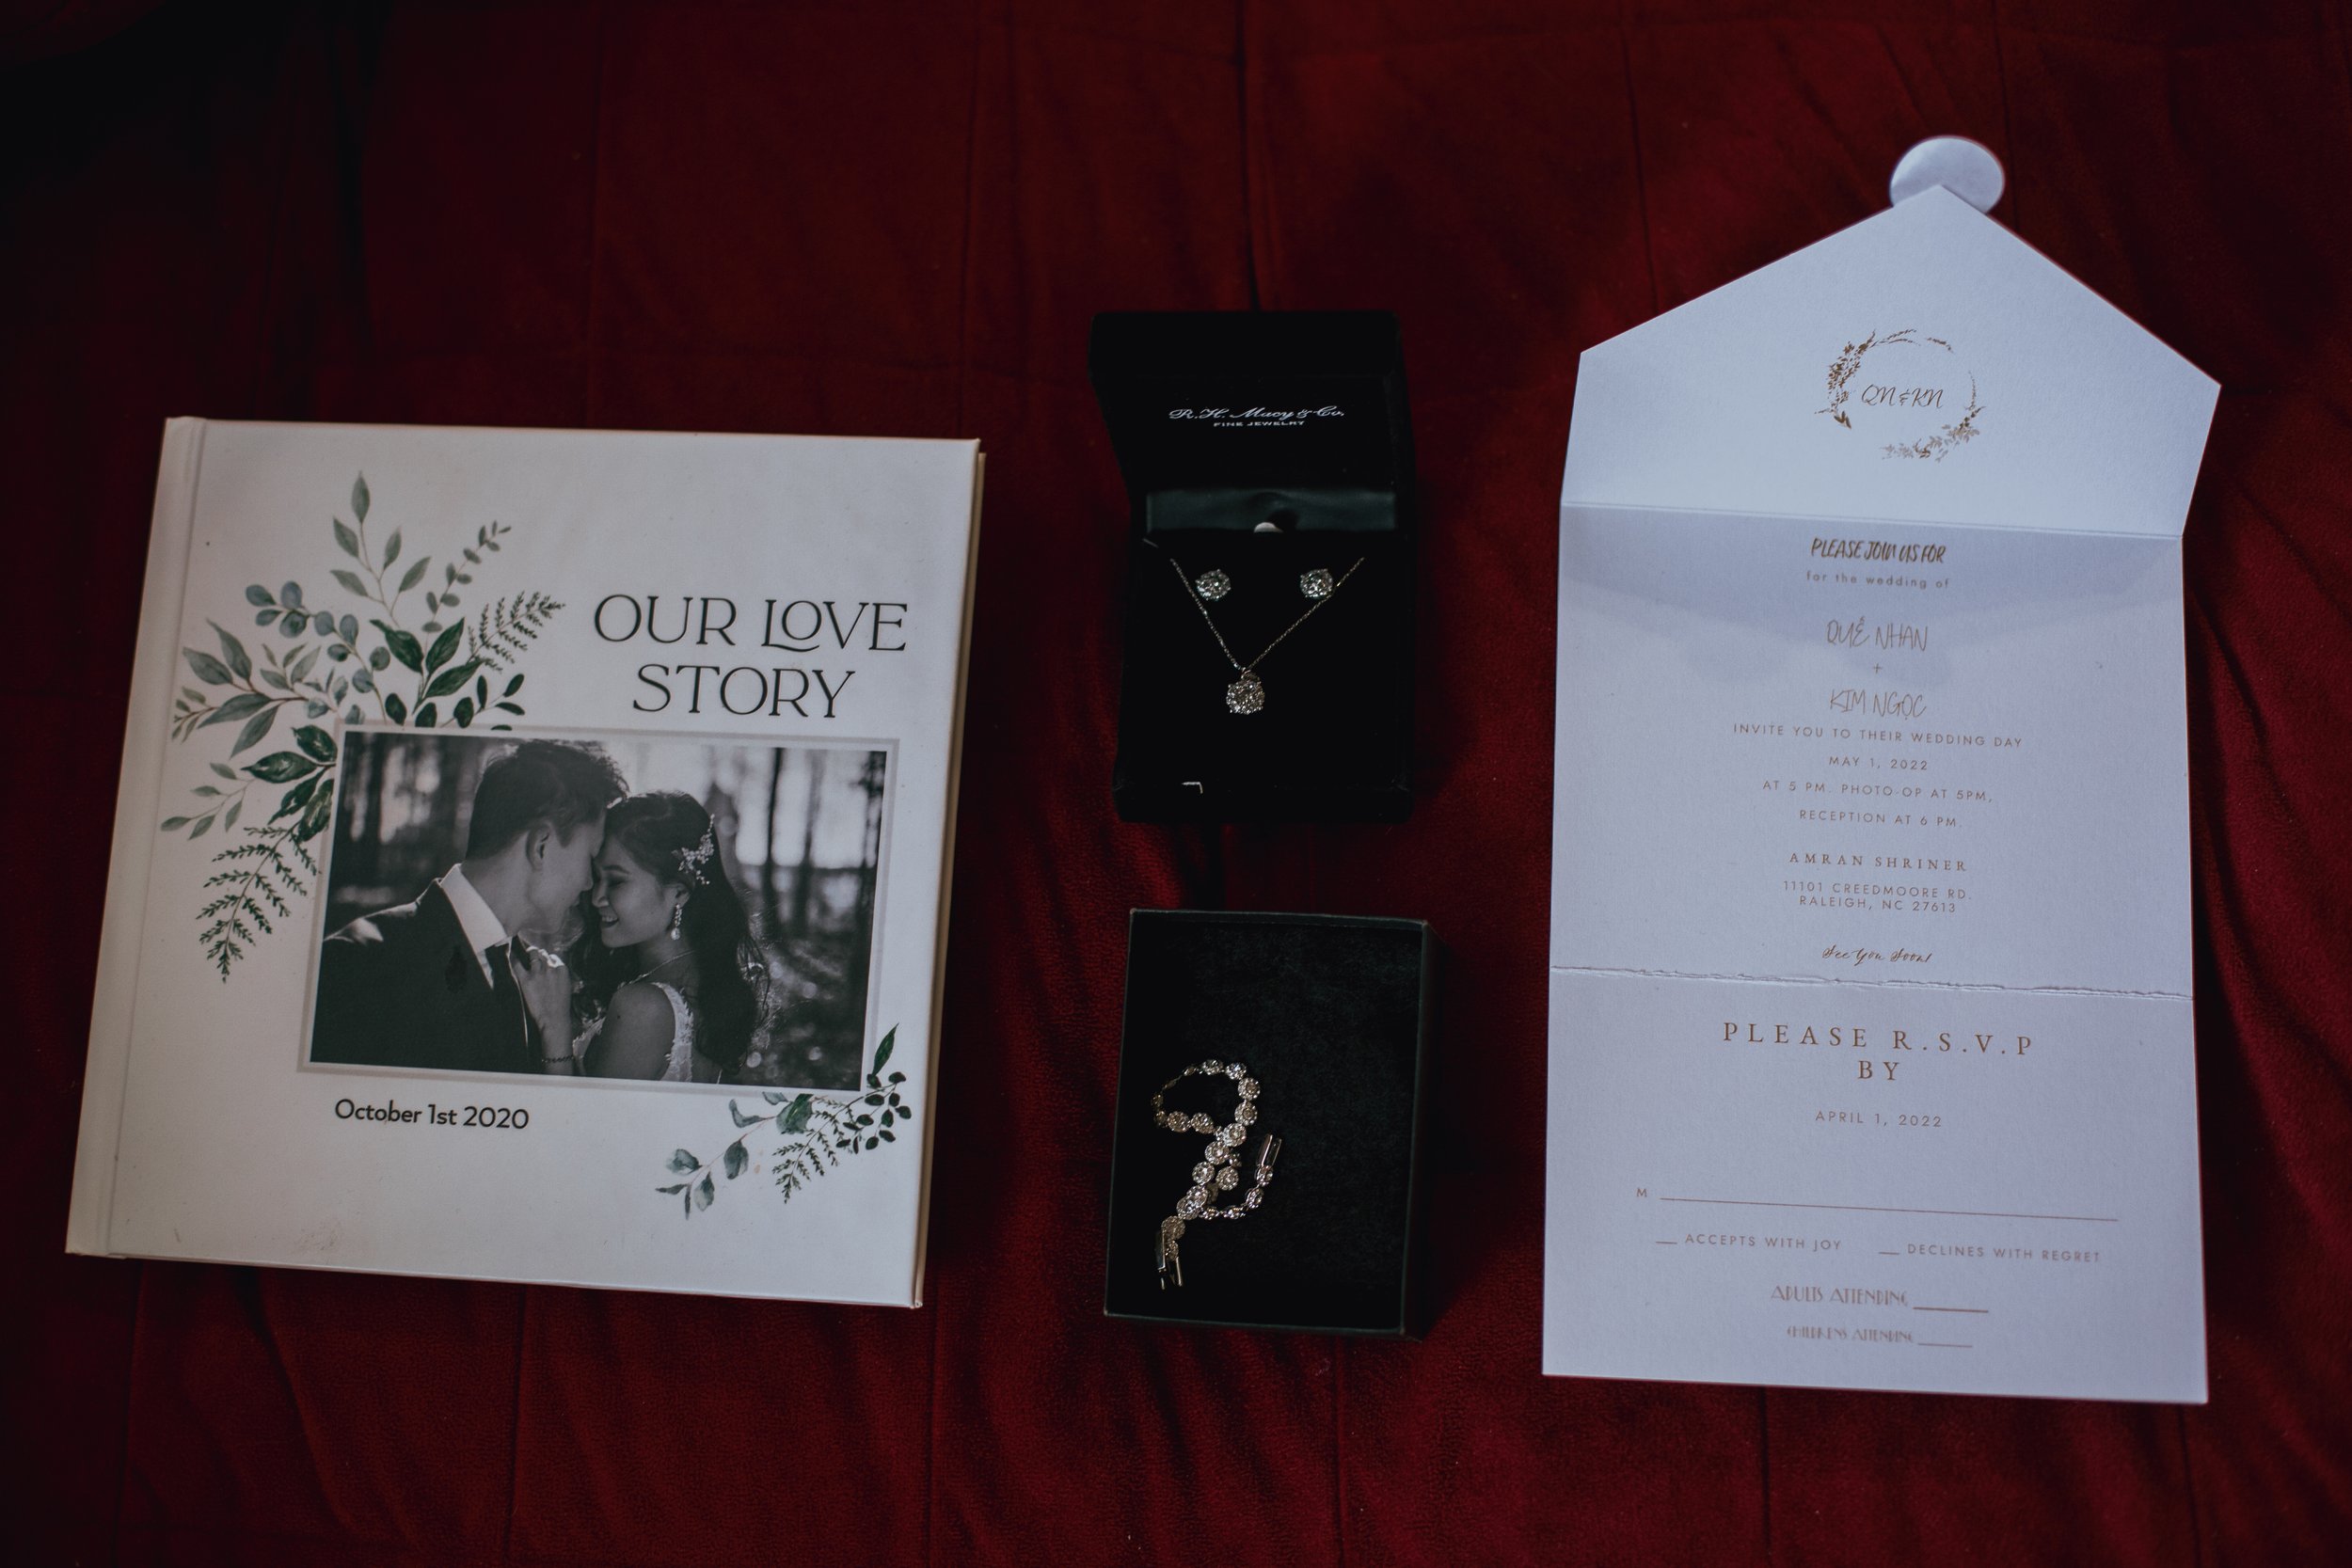 OUR LOVE
STORY
October 1st 2020
R.H. Macy & Co.
FINE JEWELRY
QN & KN
PLEASE JOIN US FOR
for the wedding of
QUÊ NHAN
+
KIM NGỌC
INVITE YOU TO THEIR WEDDING DAY
MAY 1, 2022
AT 5 PM. PHOTO-OP AT 5PM,
RECEPTION AT 6 PM.
AMRAN SHRINER
11101 CREEDMOORE RD.
RALEIGH, NC 27613
See You Soon!
PLEASE R.S.V.P
BY
APRIL 1, 2022
M
ACCEPTS WITH JOY DECLINES WITH REGRET
ADULTS ATTENDING
CHILDRENS ATTENDING